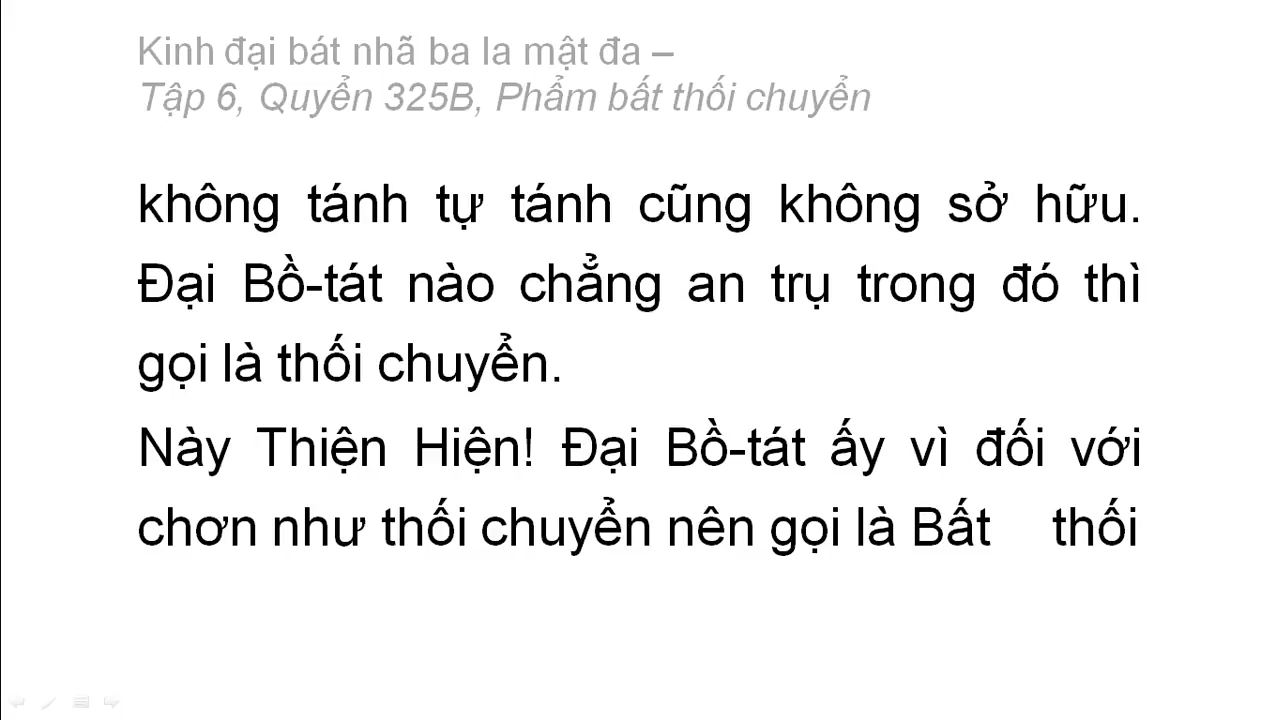 Kinh đại bát nhã ba la mật đa –
Tập 6, Quyển 325B, Phẩm bất thối chuyển
không tánh tự tánh cũng không sở hữu.
Đại Bồ-tát nào chẳng an trụ trong đó thì
gọi là thối chuyển.
Này Thiện Hiện! Đại Bồ-tát ấy vì đối với
chơn như thối chuyển nên gọi là Bất thối